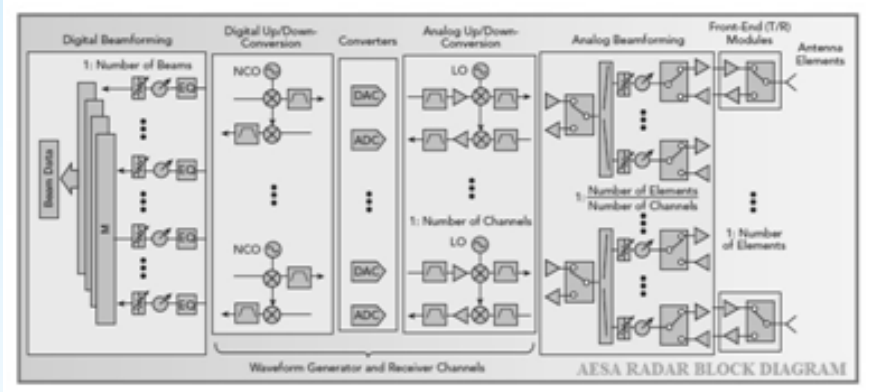 Digital Beamforming
Digital Up/Down-
Conversion
Converters
Analog Up/Down-
Conversion
Analog Beamforming
Front-End (T/R)
Modules
Antenna
Elements
1: Number of Beams
NCO
LO
DAC
ADC
EQ
EQ
EQ
EQ
Beam Data
M
1: Number of Channels
NCO
LO
DAC
ADC
1: Number of Elements
Number of Channels
1: Number
of Elements
Waveform Generator and Receiver Channels
AESA RADAR BLOCK DIAGRAM